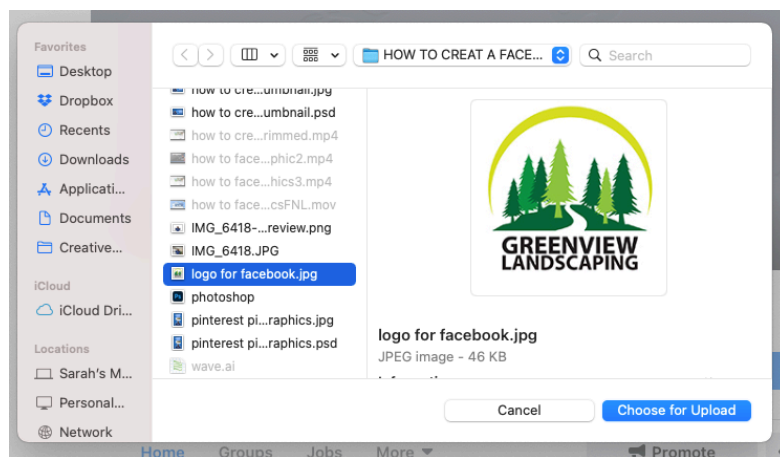 Favorites
Desktop
Dropbox
Recents
Downloads
Applicati...
Documents
Creative...
iCloud
iCloud Dri...
Locations
Sarah's M...
Personal...
Network
HOW TO CREAT A FACE...
Search
how to cre...umbnail.jpg
how to cre...umbnail.psd
how to cre...rimmed.mp4
how to face...phic2.mp4
how to face...hics3.mp4
how to face...csFNL.mov
IMG_6418-...review.png
IMG_6418.JPG
logo for facebook.jpg
photoshop
pinterest pi...raphics.jpg
pinterest pi...raphics.psd
wave.ai
GREENVIEW
LANDSCAPING
logo for facebook.jpg
JPEG image - 46 KB
Cancel
Choose for Upload
Home Groups Jobs More Promote